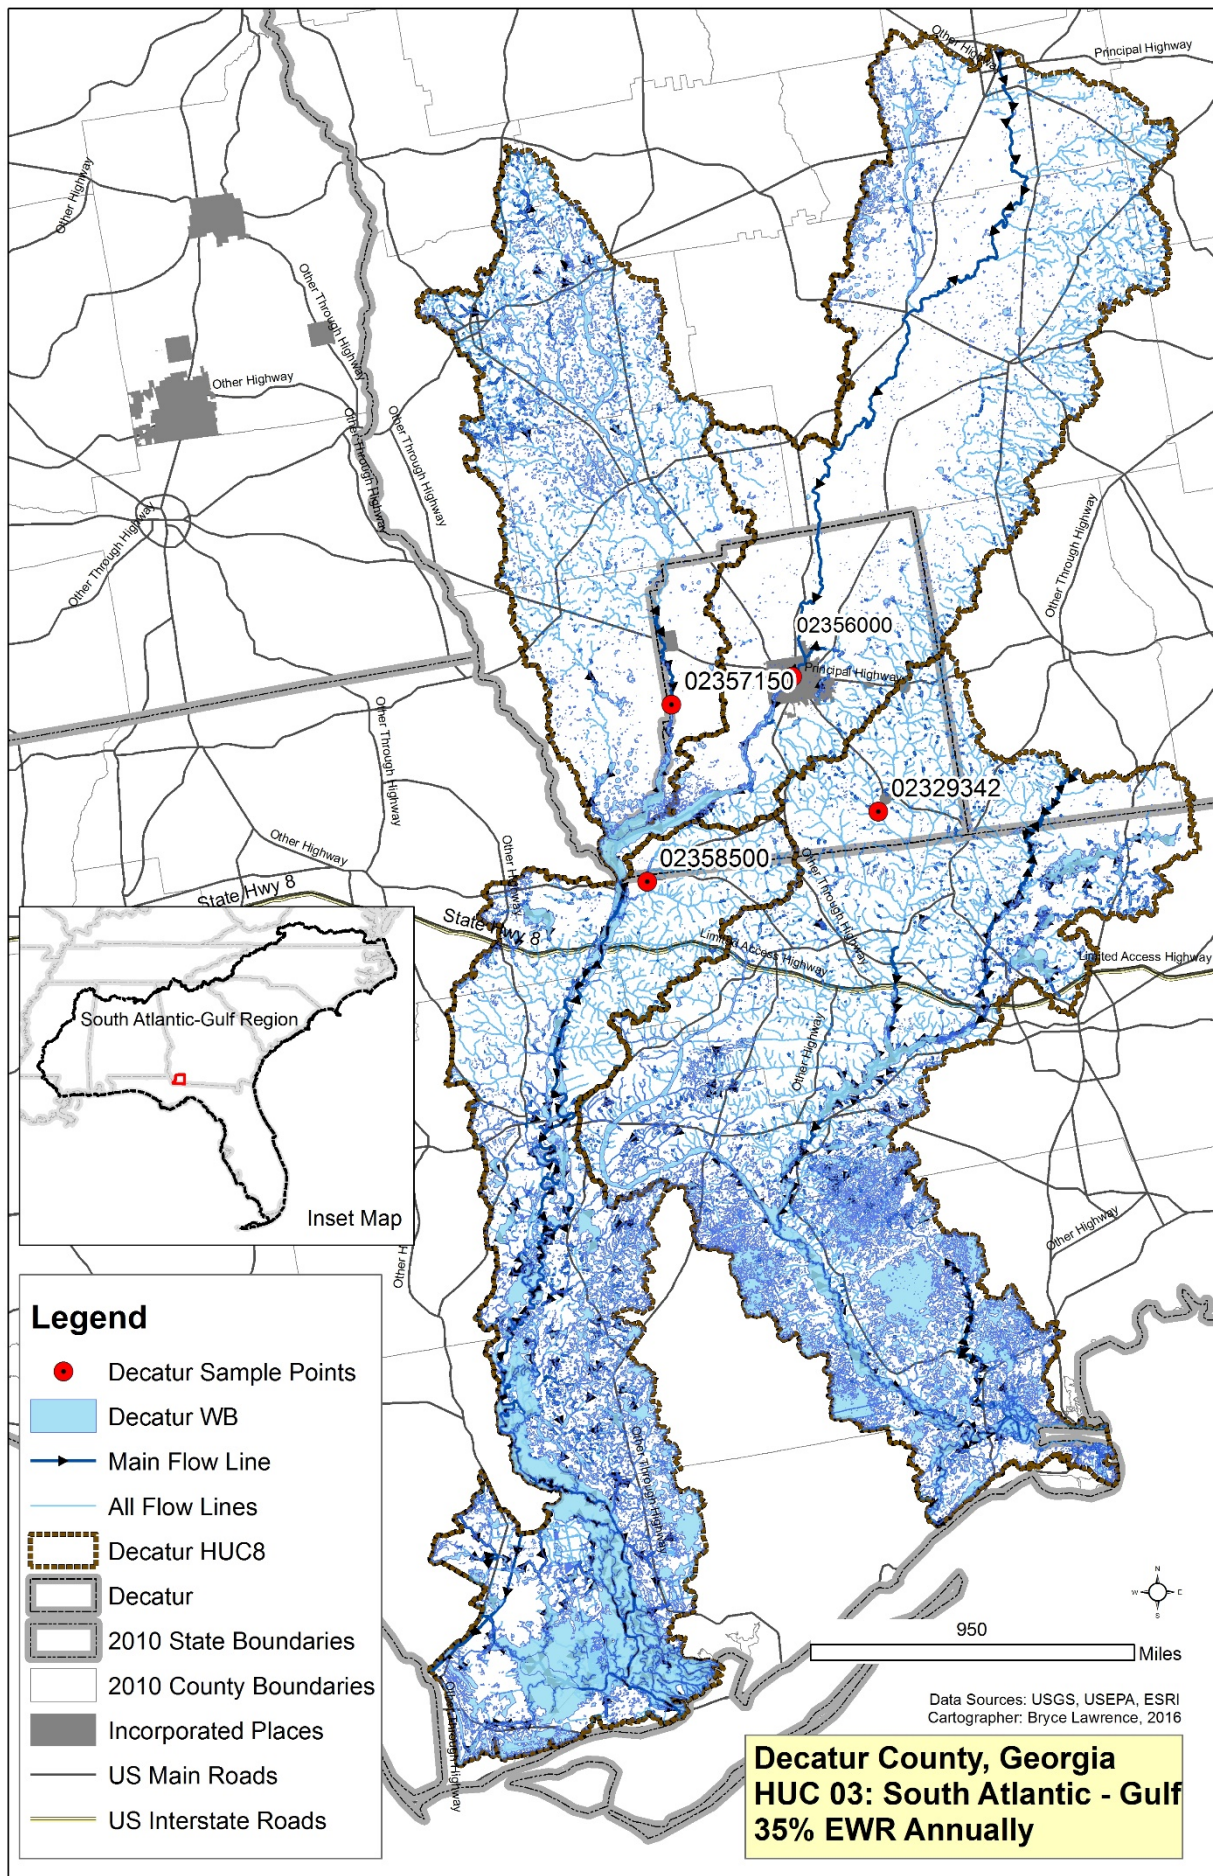 Other Highway
Principal Highway
Other Highway
Other Through Highway
Other Highway
Other Through Highway
Other Through Highway
Other Through Highway
Other Through Highway
02356000
Principal Highway
02357150
Other Through Highway
02329342
Other Highway
Other Highway
02358500
Other Through Highway
State Hwy 8
State Hwy 8
Limited Access Highway
Limited Access Highway
Other Highway
Other Highway
Other H
Other Through Highway
Other Through Highway
South Atlantic-Gulf Region
Inset Map
Legend
Decatur Sample Points
Decatur WB
Main Flow Line
All Flow Lines
Decatur HUC8
Decatur
2010 State Boundaries
2010 County Boundaries
Incorporated Places
US Main Roads
US Interstate Roads
N
W
E
S
950
Miles
Data Sources: USGS, USEPA, ESRI
Cartographer: Bryce Lawrence, 2016
Decatur County, Georgia
HUC 03: South Atlantic - Gulf
35% EWR Annually